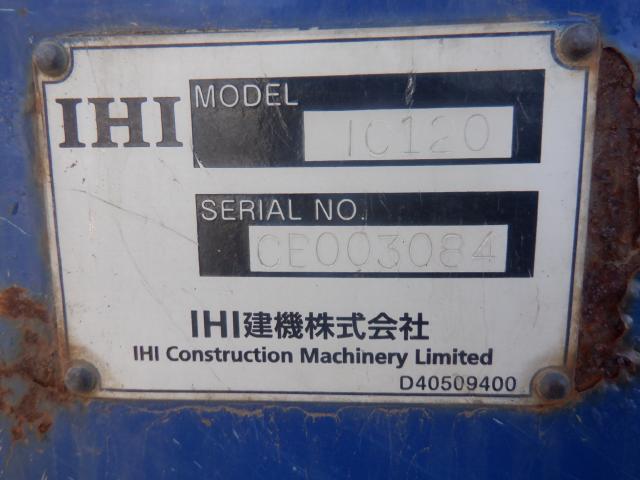 IHI
MODEL
IC120
SERIAL NO.
CE003084
IHI建機株式会社
IHI Construction Machinery Limited
D40509400